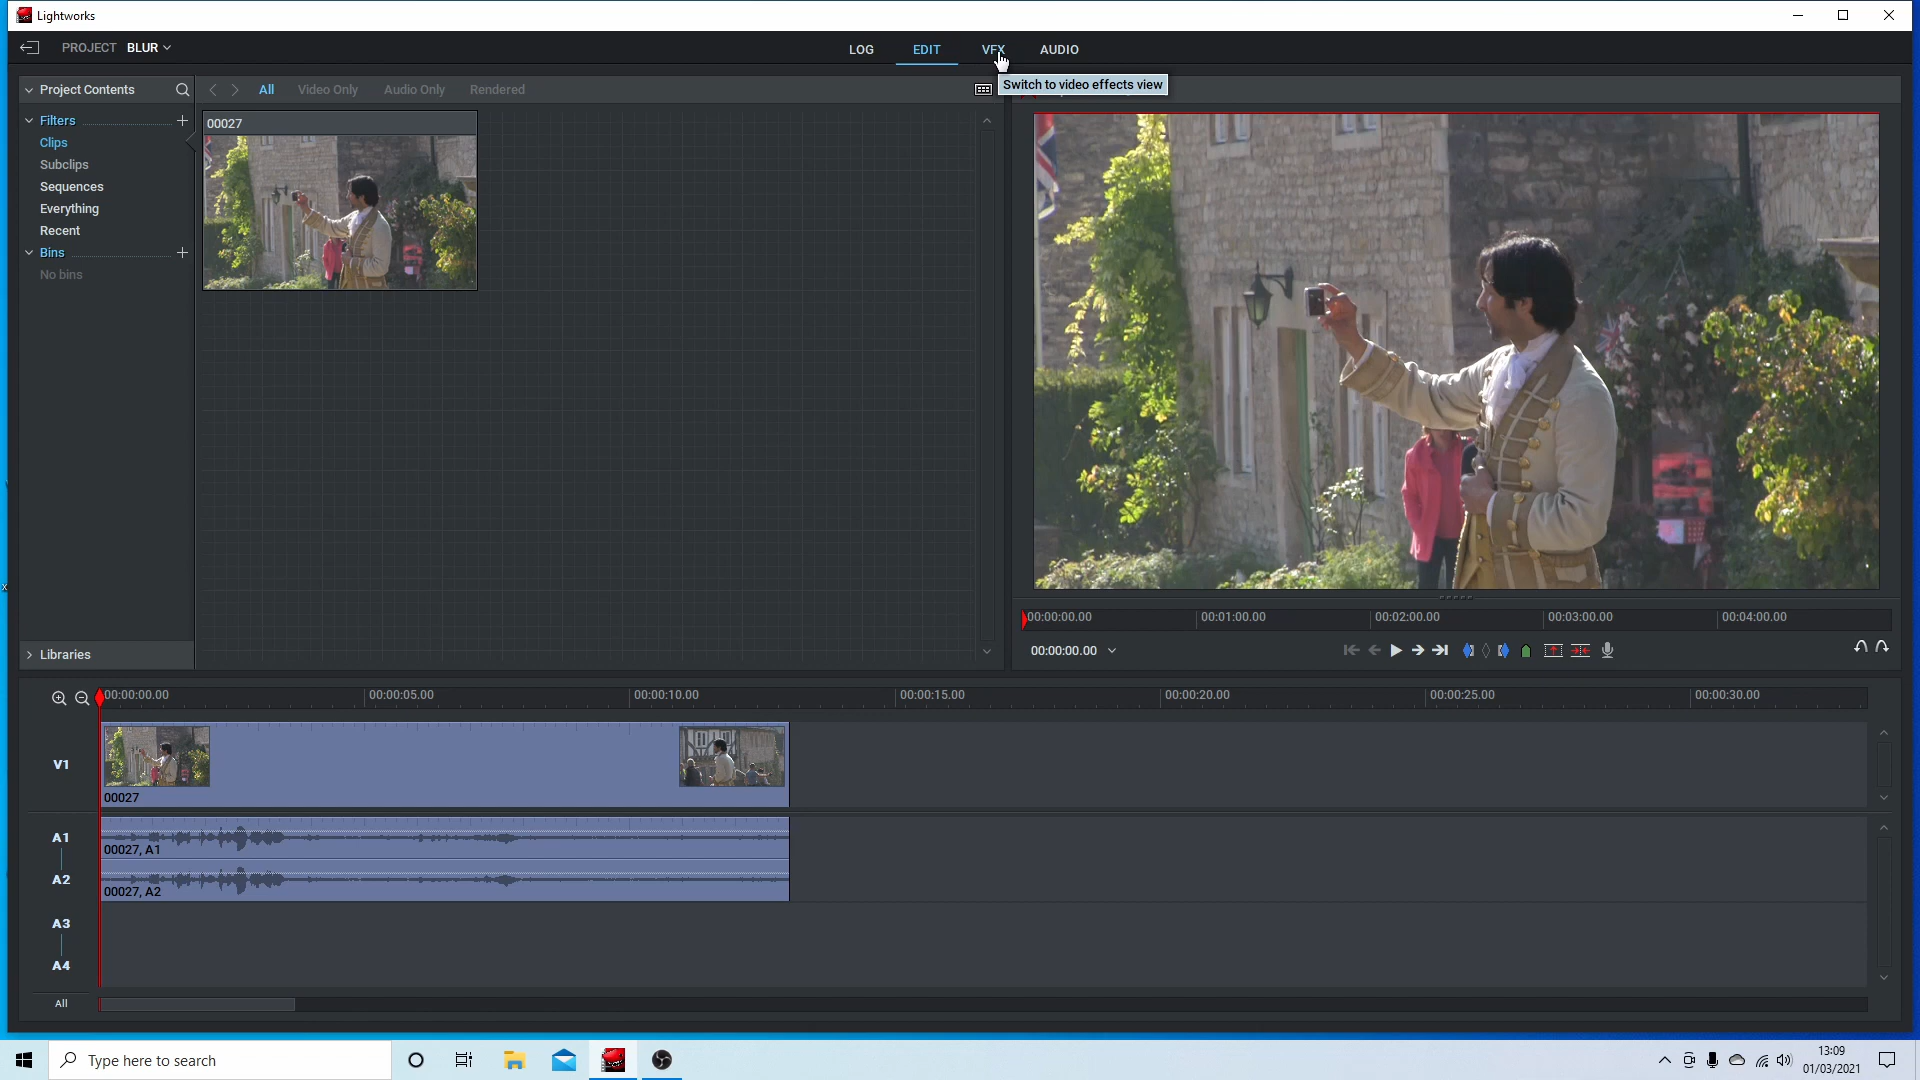 Lightworks
PROJECT BLUR
LOG EDIT VFX AUDIO
Switch to video effects view
Project Contents
All Video Only Audio Only Rendered
Filters
Clips
Subclips
Sequences
Everything
Recent
Bins
No bins
Libraries
00027
00:00:00.00 00:01:00.00 00:02:00.00 00:03:00.00 00:04:00.00
00:00:00.00
00:00:00.00 00:00:05.00 00:00:10.00 00:00:15.00 00:00:20.00 00:00:25.00 00:00:30.00
V1
00027
A1
00027, A1
A2
00027, A2
A3
A4
All
Type here to search
13:09
01/03/2021